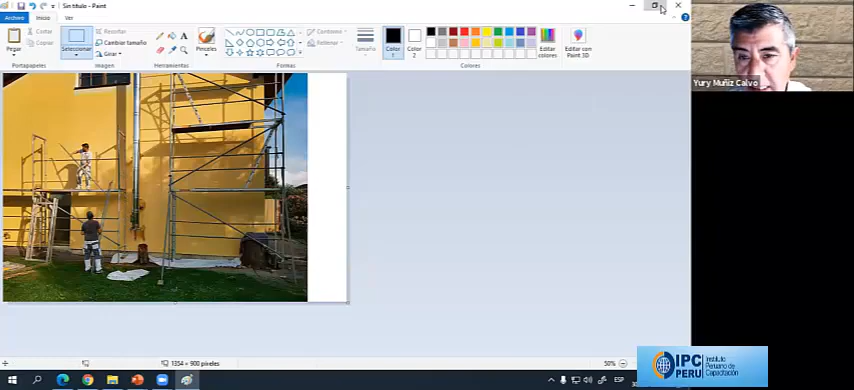 Sin título - Paint
Archivo Inicio Ver
Pegar
Cortar
Copiar
Portapapeles
Seleccionar
Recortar
Cambiar tamaño
Girar
Imagen
Herramientas
Pinceles
Formas
Contorno
Rellenar
Tamaño
Color 1
Color 2
Colores
Editar colores
Editar con Paint 3D
Yury Muñiz Calvo
1354 × 900 píxeles
50%
ESP
IPC PERU
Instituto Peruano de Capacitación